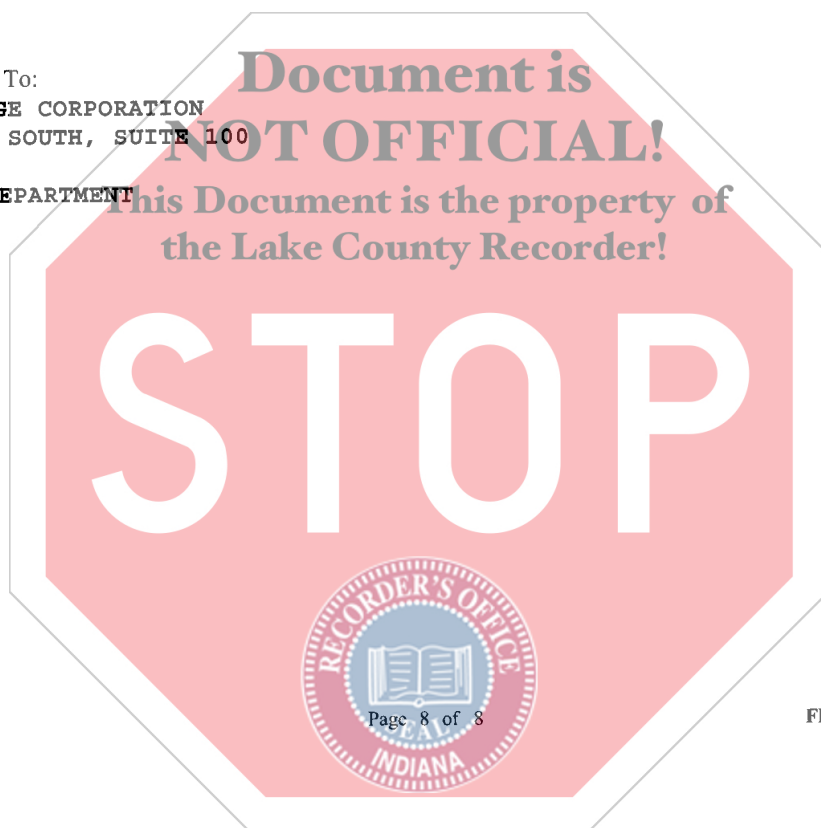 Document is
To:
GE CORPORATION
SOUTH, SUITE 100
NOT OFFICIAL!
EPARTMENT
This Document is the property of
the Lake County Recorder!
STOP
RECORDER'S OFFICE
Page 8 of 8
SEAL
INDIANA